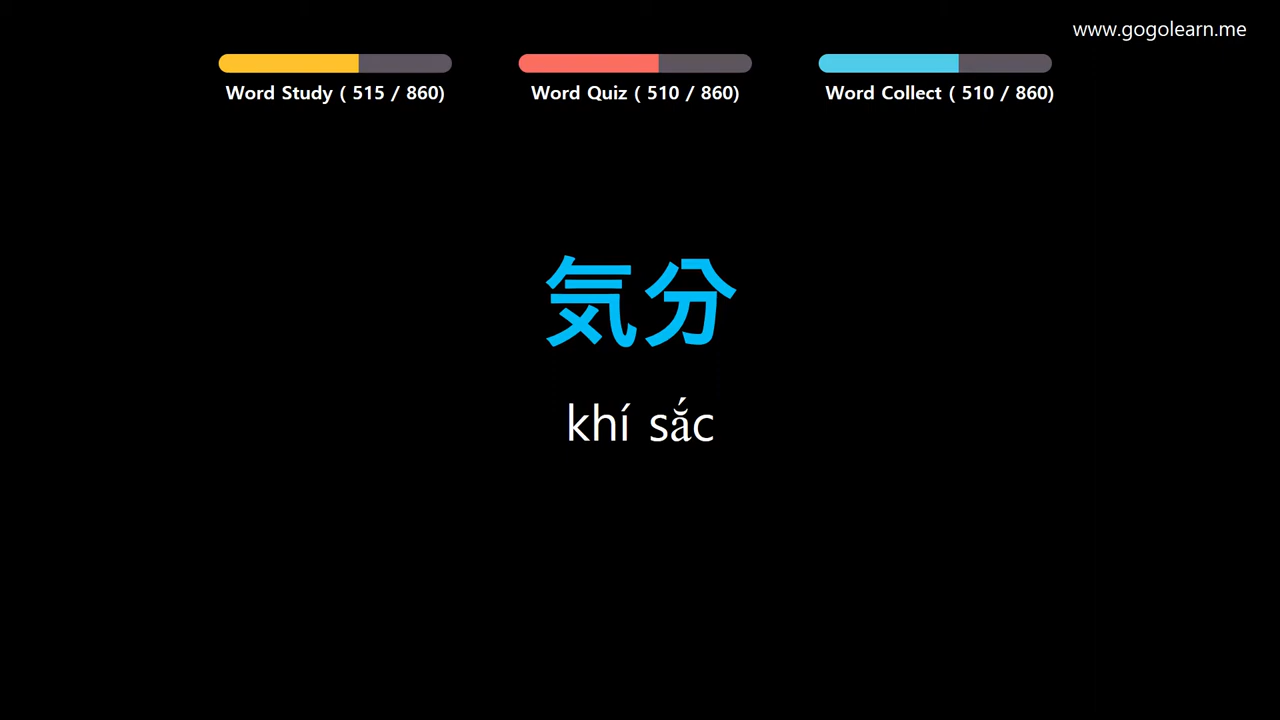 www.gogolearn.me
Word Study ( 515 / 860)
Word Quiz ( 510 / 860)
Word Collect ( 510 / 860)
気分
khí sắc